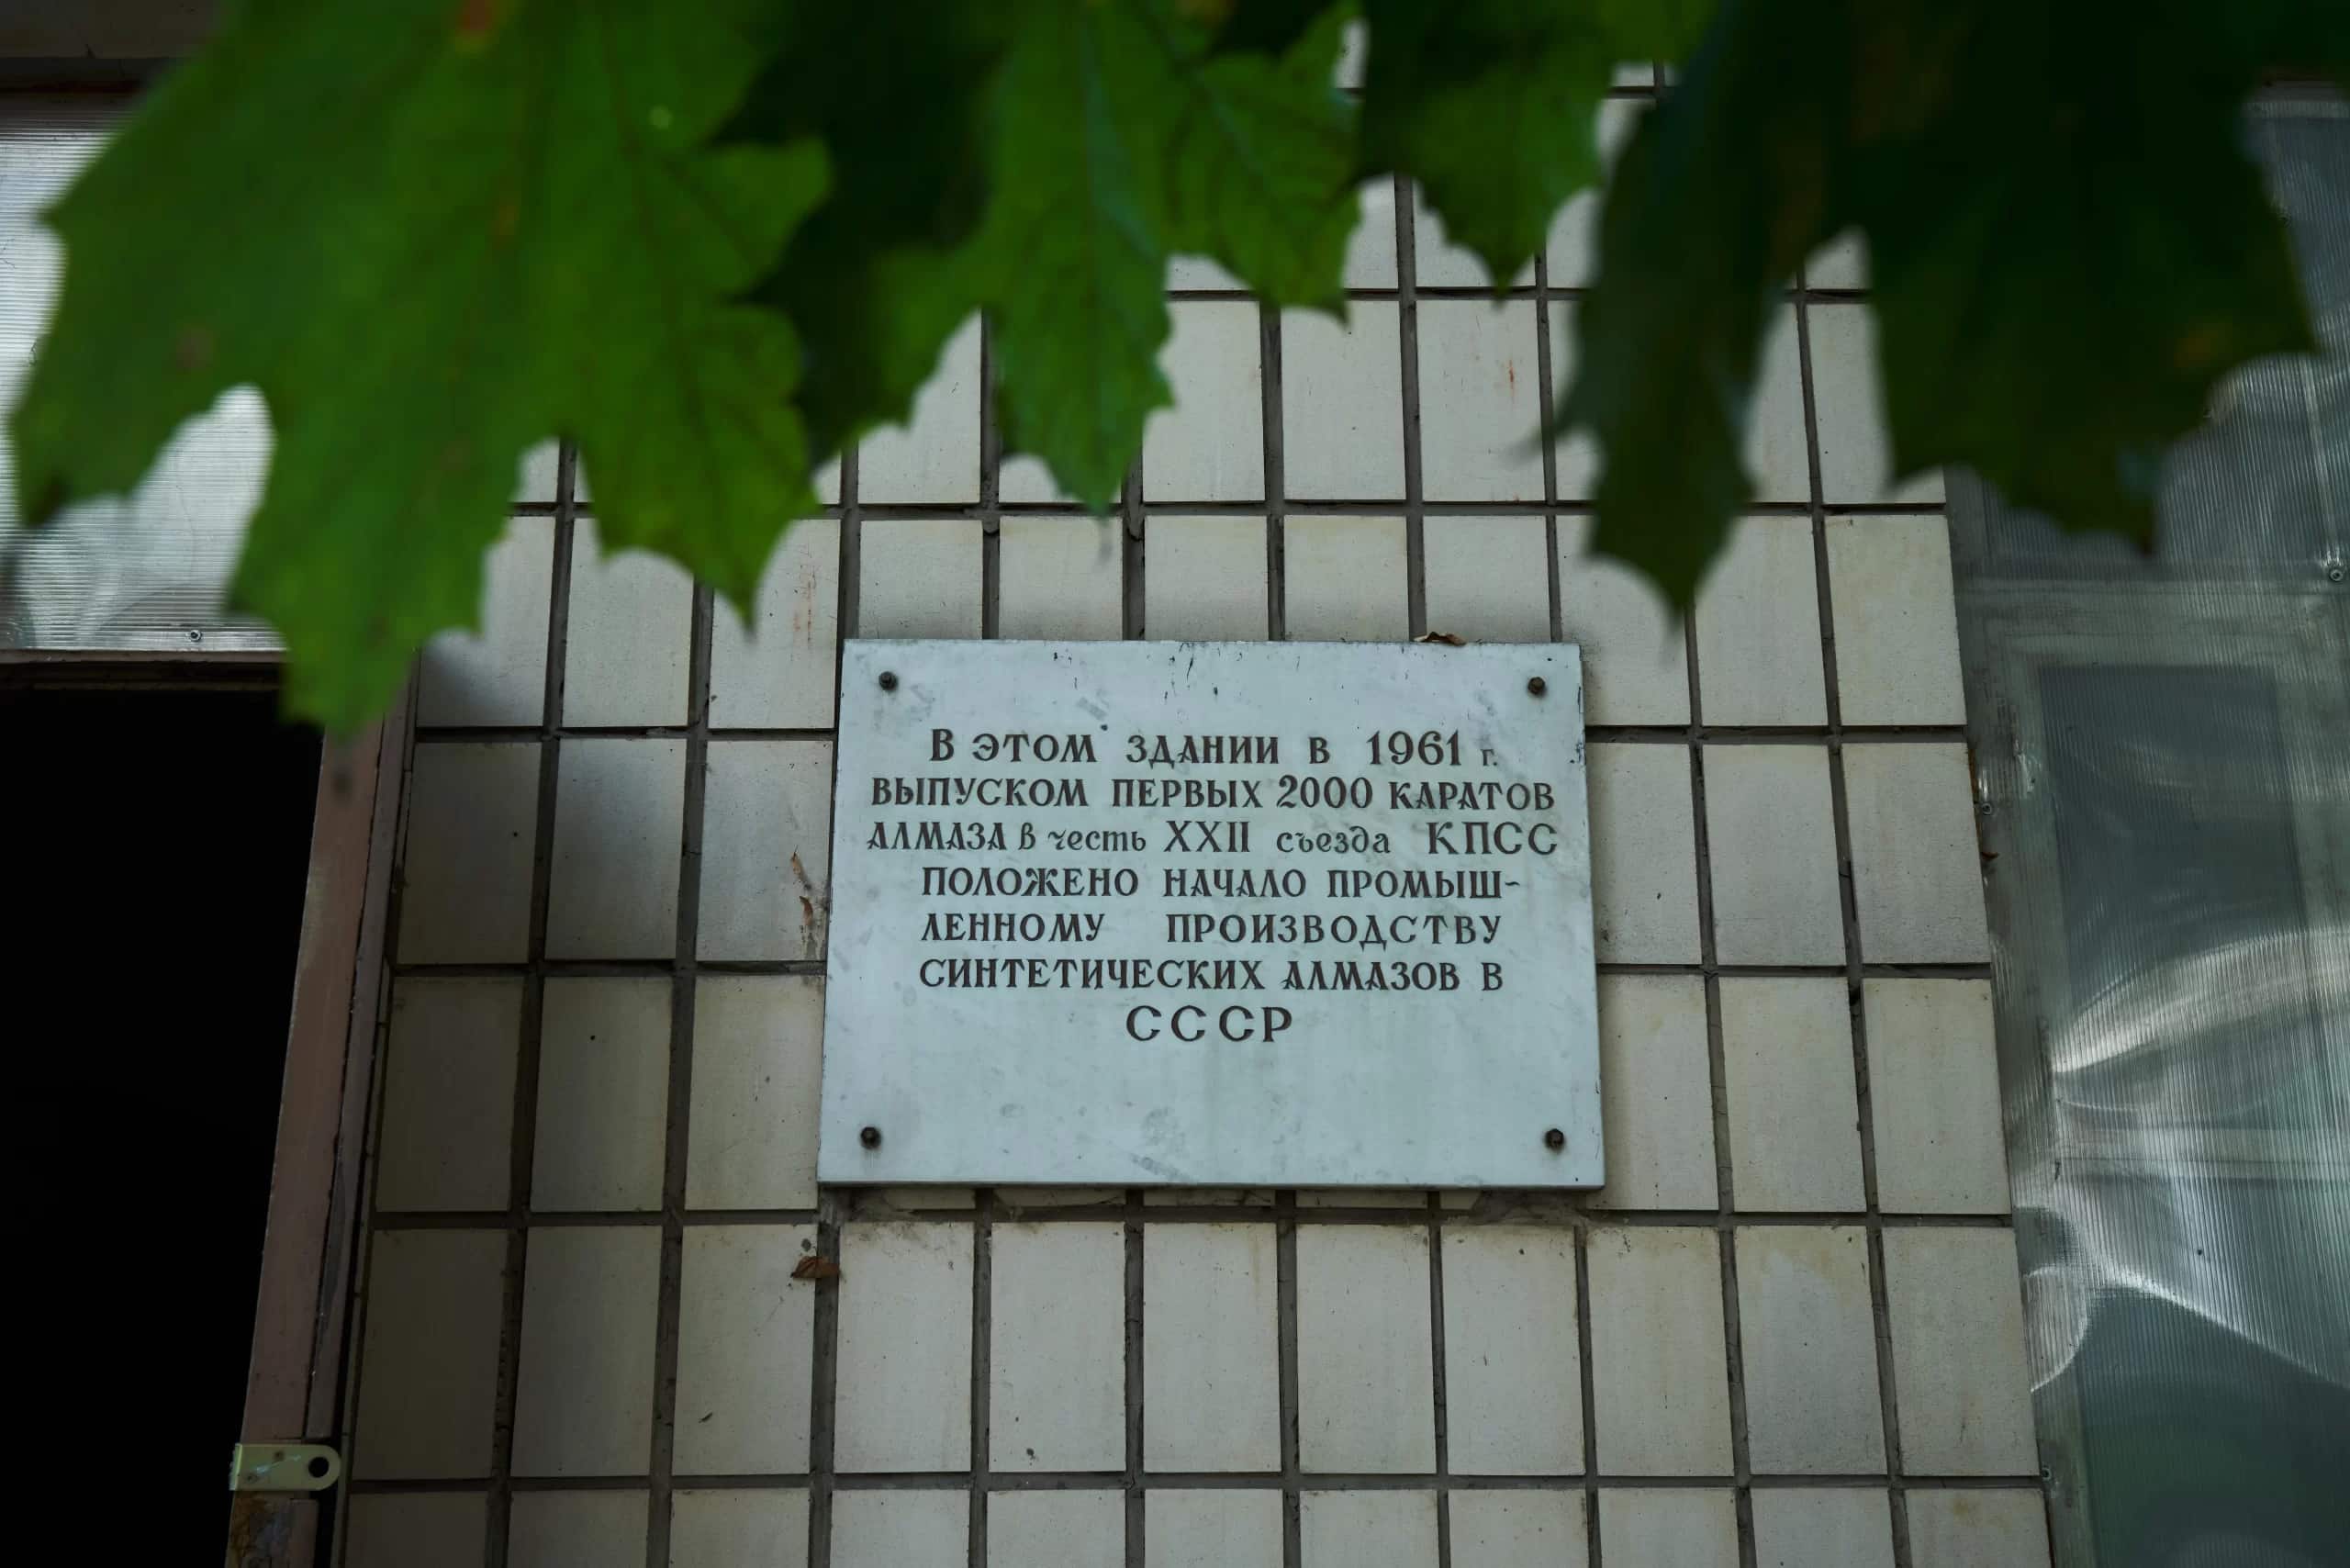 В ЭТОМ ЗДАНИИ В 1961 г.
ВЫПУСКОМ ПЕРВЫХ 2000 КАРАТОВ
АЛМАЗА в честь XXII съезда КПСС
ПОЛОЖЕНО НАЧАЛО ПРОМЫШ-
ЛЕННОМУ ПРОИЗВОДСТВУ
СИНТЕТИЧЕСКИХ АЛМАЗОВ В
СССР